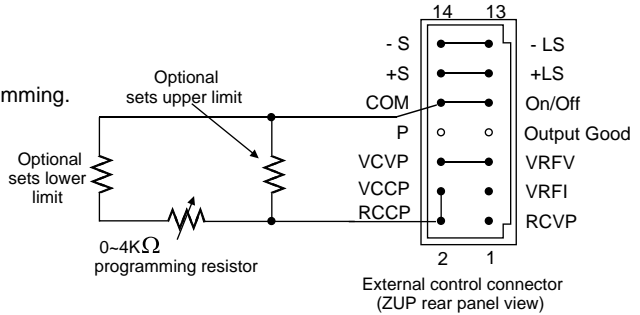 14 13
- S - LS
+S +LS
COM On/Off
P Output Good
VCVP VRFV
VCCP VRFI
RCCP RCVP
2 1
External control connector
(ZUP rear panel view)
mming.
Optional
sets upper limit
Optional
sets lower
limit
0~4KΩ
programming resistor